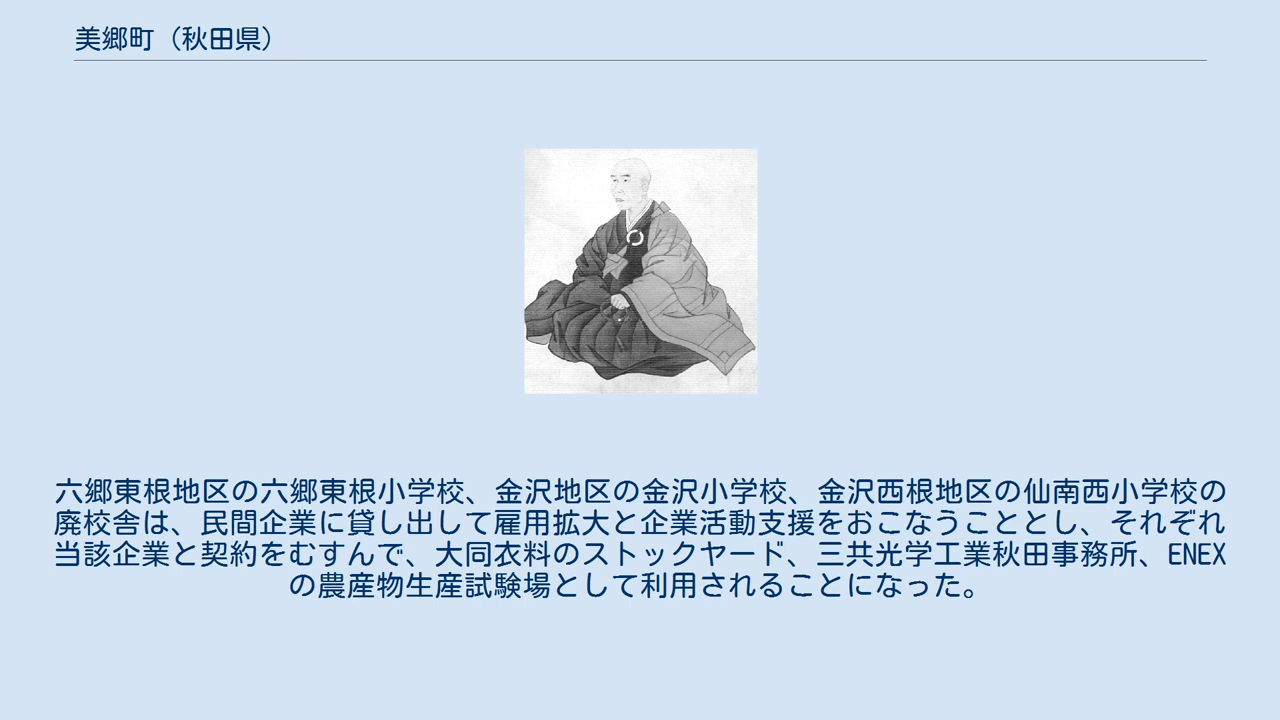 美郷町（秋田県）
六郷東根地区の六郷東根小学校、金沢地区の金沢小学校、金沢西根地区の仙南西小学校の
廃校舎は、民間企業に貸し出して雇用拡大と企業活動支援をおこなうこととし、それぞれ
当該企業と契約をむすんで、大同衣料のストックヤード、三共光学工業秋田事務所、ENEX
の農産物生産試験場として利用されることになった。